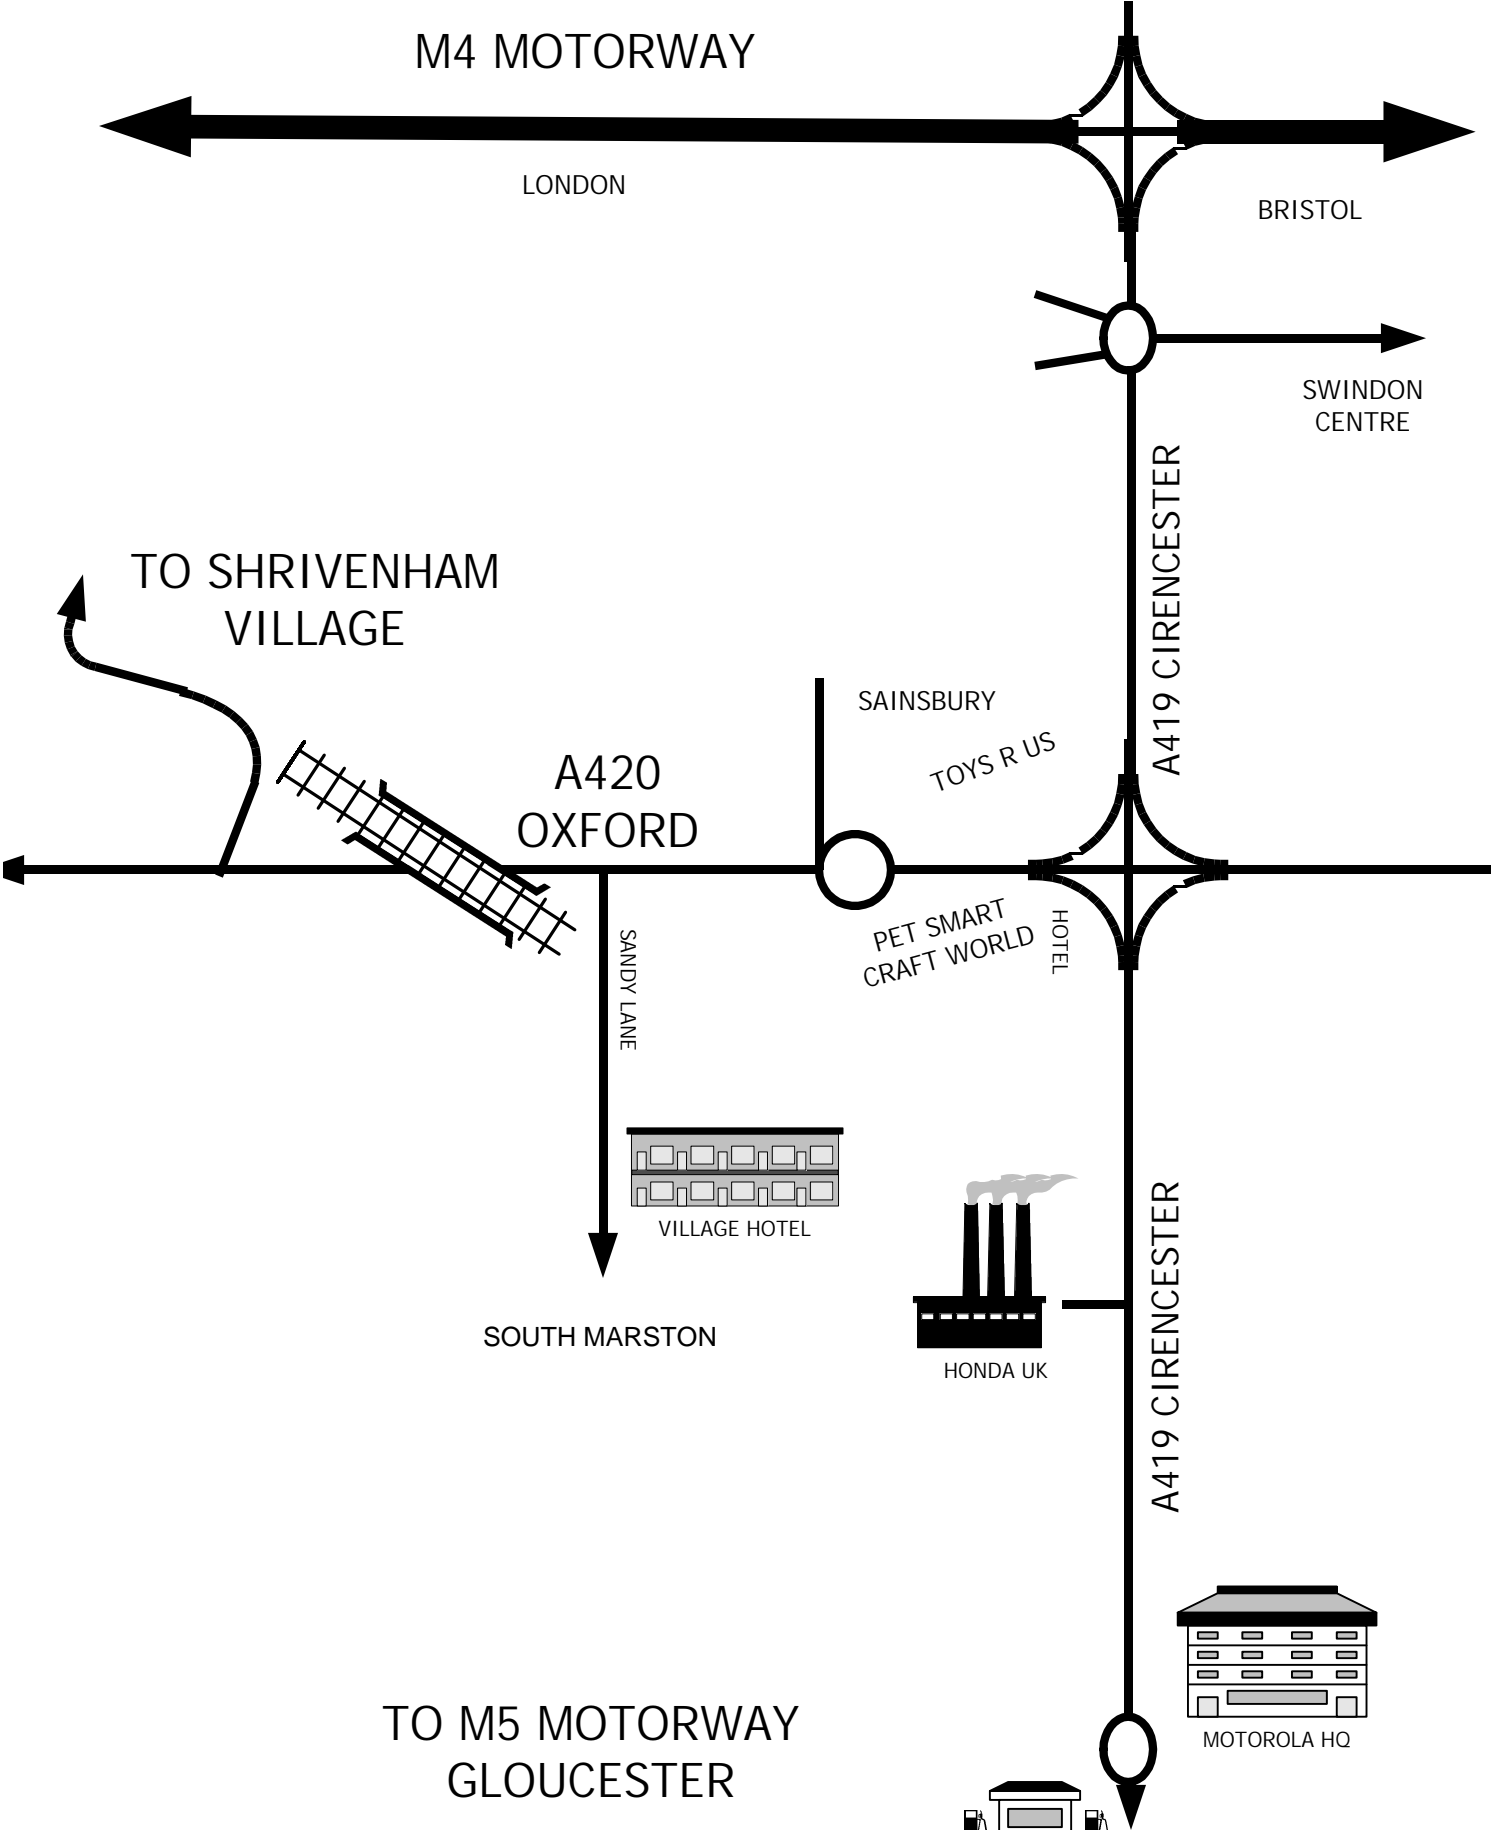 M4 MOTORWAY
LONDON
BRISTOL
SWINDON
CENTRE
A419 CIRENCESTER
TO SHRIVENHAM
VILLAGE
SAINSBURY
TOYS R US
A420
OXFORD
PET SMART
CRAFT WORLD
HOTEL
SANDY LANE
VILLAGE HOTEL
SOUTH MARSTON
HONDA UK
A419 CIRENCESTER
MOTOROLA HQ
TO M5 MOTORWAY
GLOUCESTER